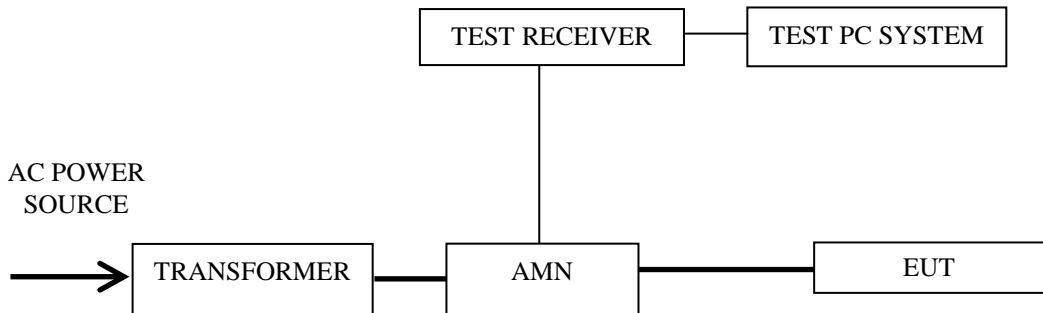 TEST RECEIVER
TEST PC SYSTEM
AC POWER
SOURCE
TRANSFORMER
AMN
EUT